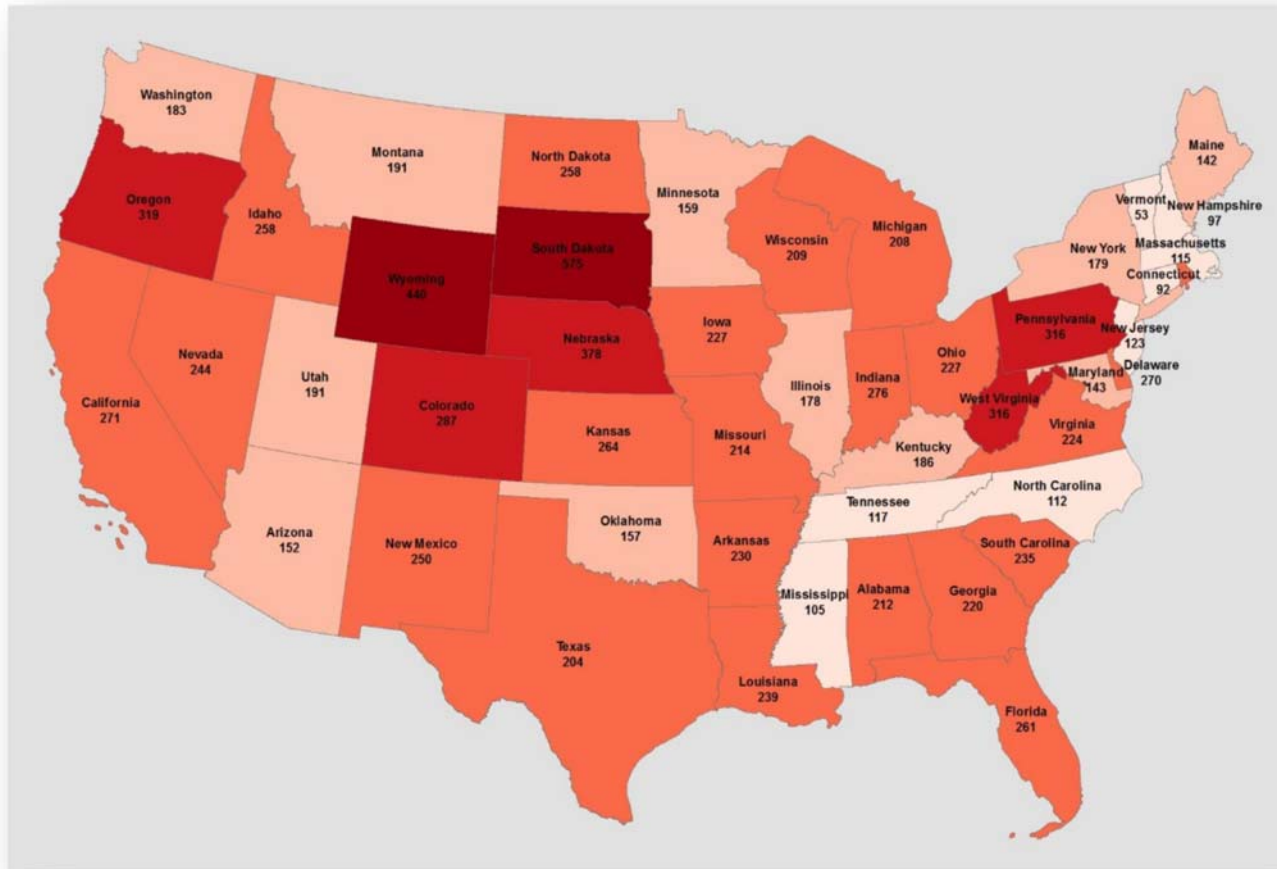 Washington
183
Montana
191
North Dakota
258
Minnesota
159
Maine
142
Oregon
319
Idaho
258
Wyoming
440
South Dakota
575
Wisconsin
209
Michigan
208
Vermont
53
New Hampshire
97
New York
179
Massachusetts
115
Connecticut
92
Nebraska
378
Iowa
227
Pennsylvania
316
New Jersey
123
Nevada
244
Utah
191
Colorado
287
Illinois
178
Indiana
276
Ohio
227
Maryland
143
Delaware
270
California
271
Kansas
264
Missouri
214
West Virginia
316
Virginia
224
Kentucky
186
Arizona
152
New Mexico
250
Oklahoma
157
Arkansas
230
Tennessee
117
North Carolina
112
South Carolina
235
Mississippi
105
Alabama
212
Georgia
220
Texas
204
Louisiana
239
Florida
261